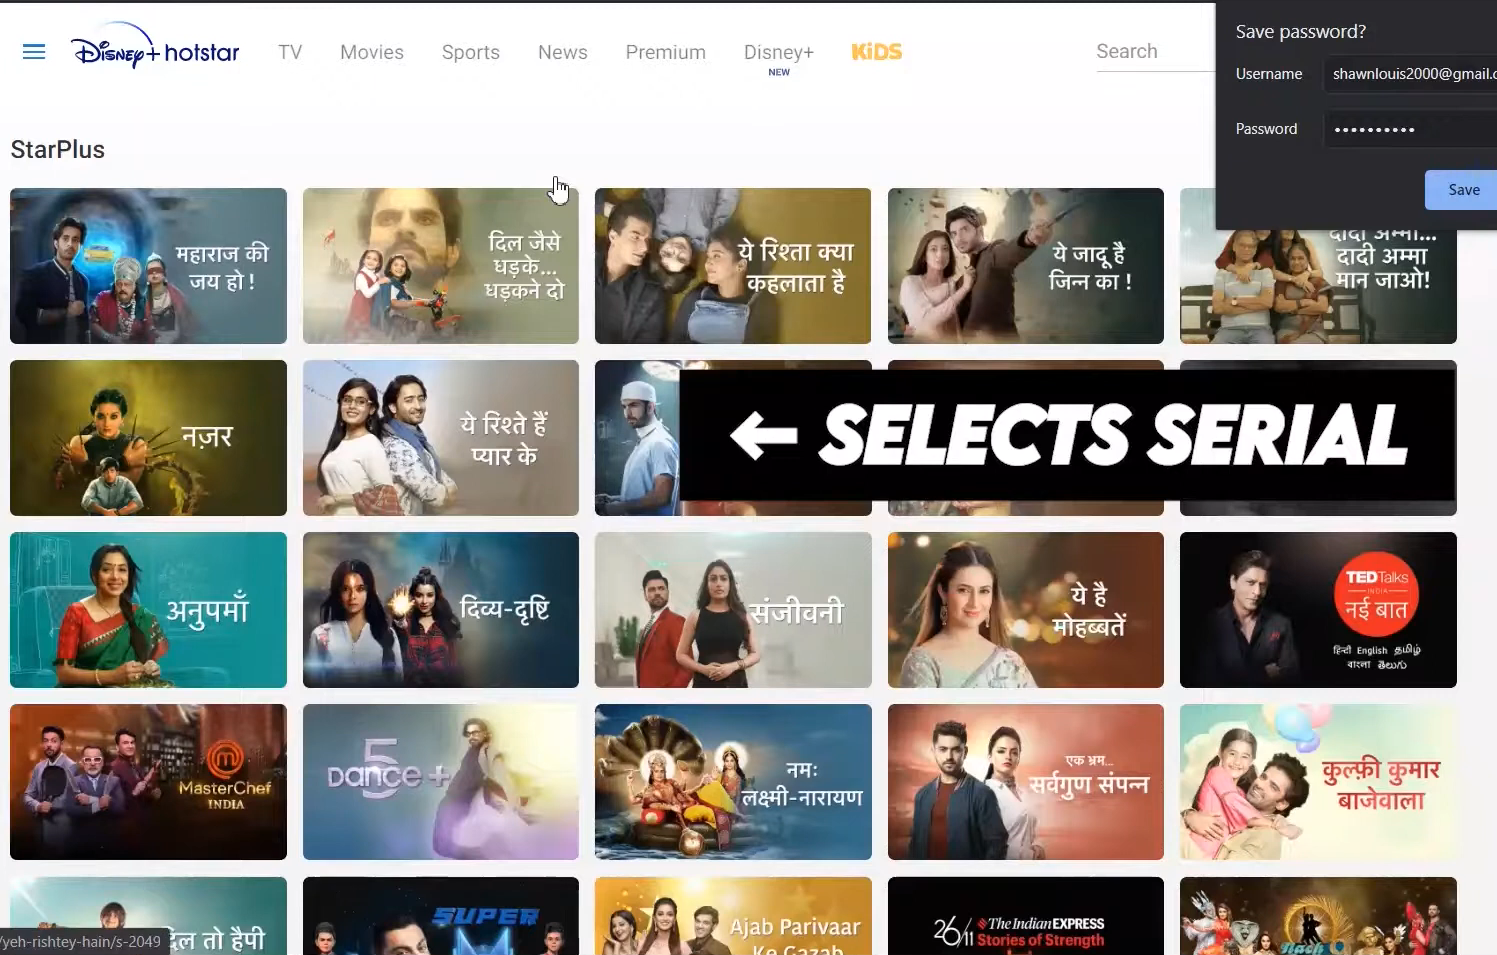 Disney+ hotstar
TV
Movies
Sports
News
Premium
Disney+
NEW
KiDS
Search
Save password?
Username
shawnlouis2000@gmail.c
Password
••••••••••
Save
StarPlus
महाराज की
जय हो !
दिल जैसे
धड़के...
धड़कने दो
ये रिश्ता क्या
कहलाता है
ये जादू है
जिन्न का !
दादी अम्मा...
दादी अम्मा
मान जाओ!
नज़र
ये रिश्ते हैं
प्यार के
← SELECTS SERIAL
अनुपमाँ
दिव्य-दृष्टि
संजीवनी
ये है
मोहब्बतें
TEDTalks
INDIA
नई बात
हिन्दी English தமிழ்
বাংলা తెలుగు
MasterChef
INDIA
DANCE +
5
नमः
लक्ष्मी-नारायण
एक भ्रम...
सर्वगुण संपन्न
कुल्फ़ी कुमार
बाजेवाला
दिल तो हैपी
SUPER
Ajab Parivaar
Ke Gazab
26/11
The Indian EXPRESS
Stories of Strength
Nach
/yeh-rishtey-hain/s-2049